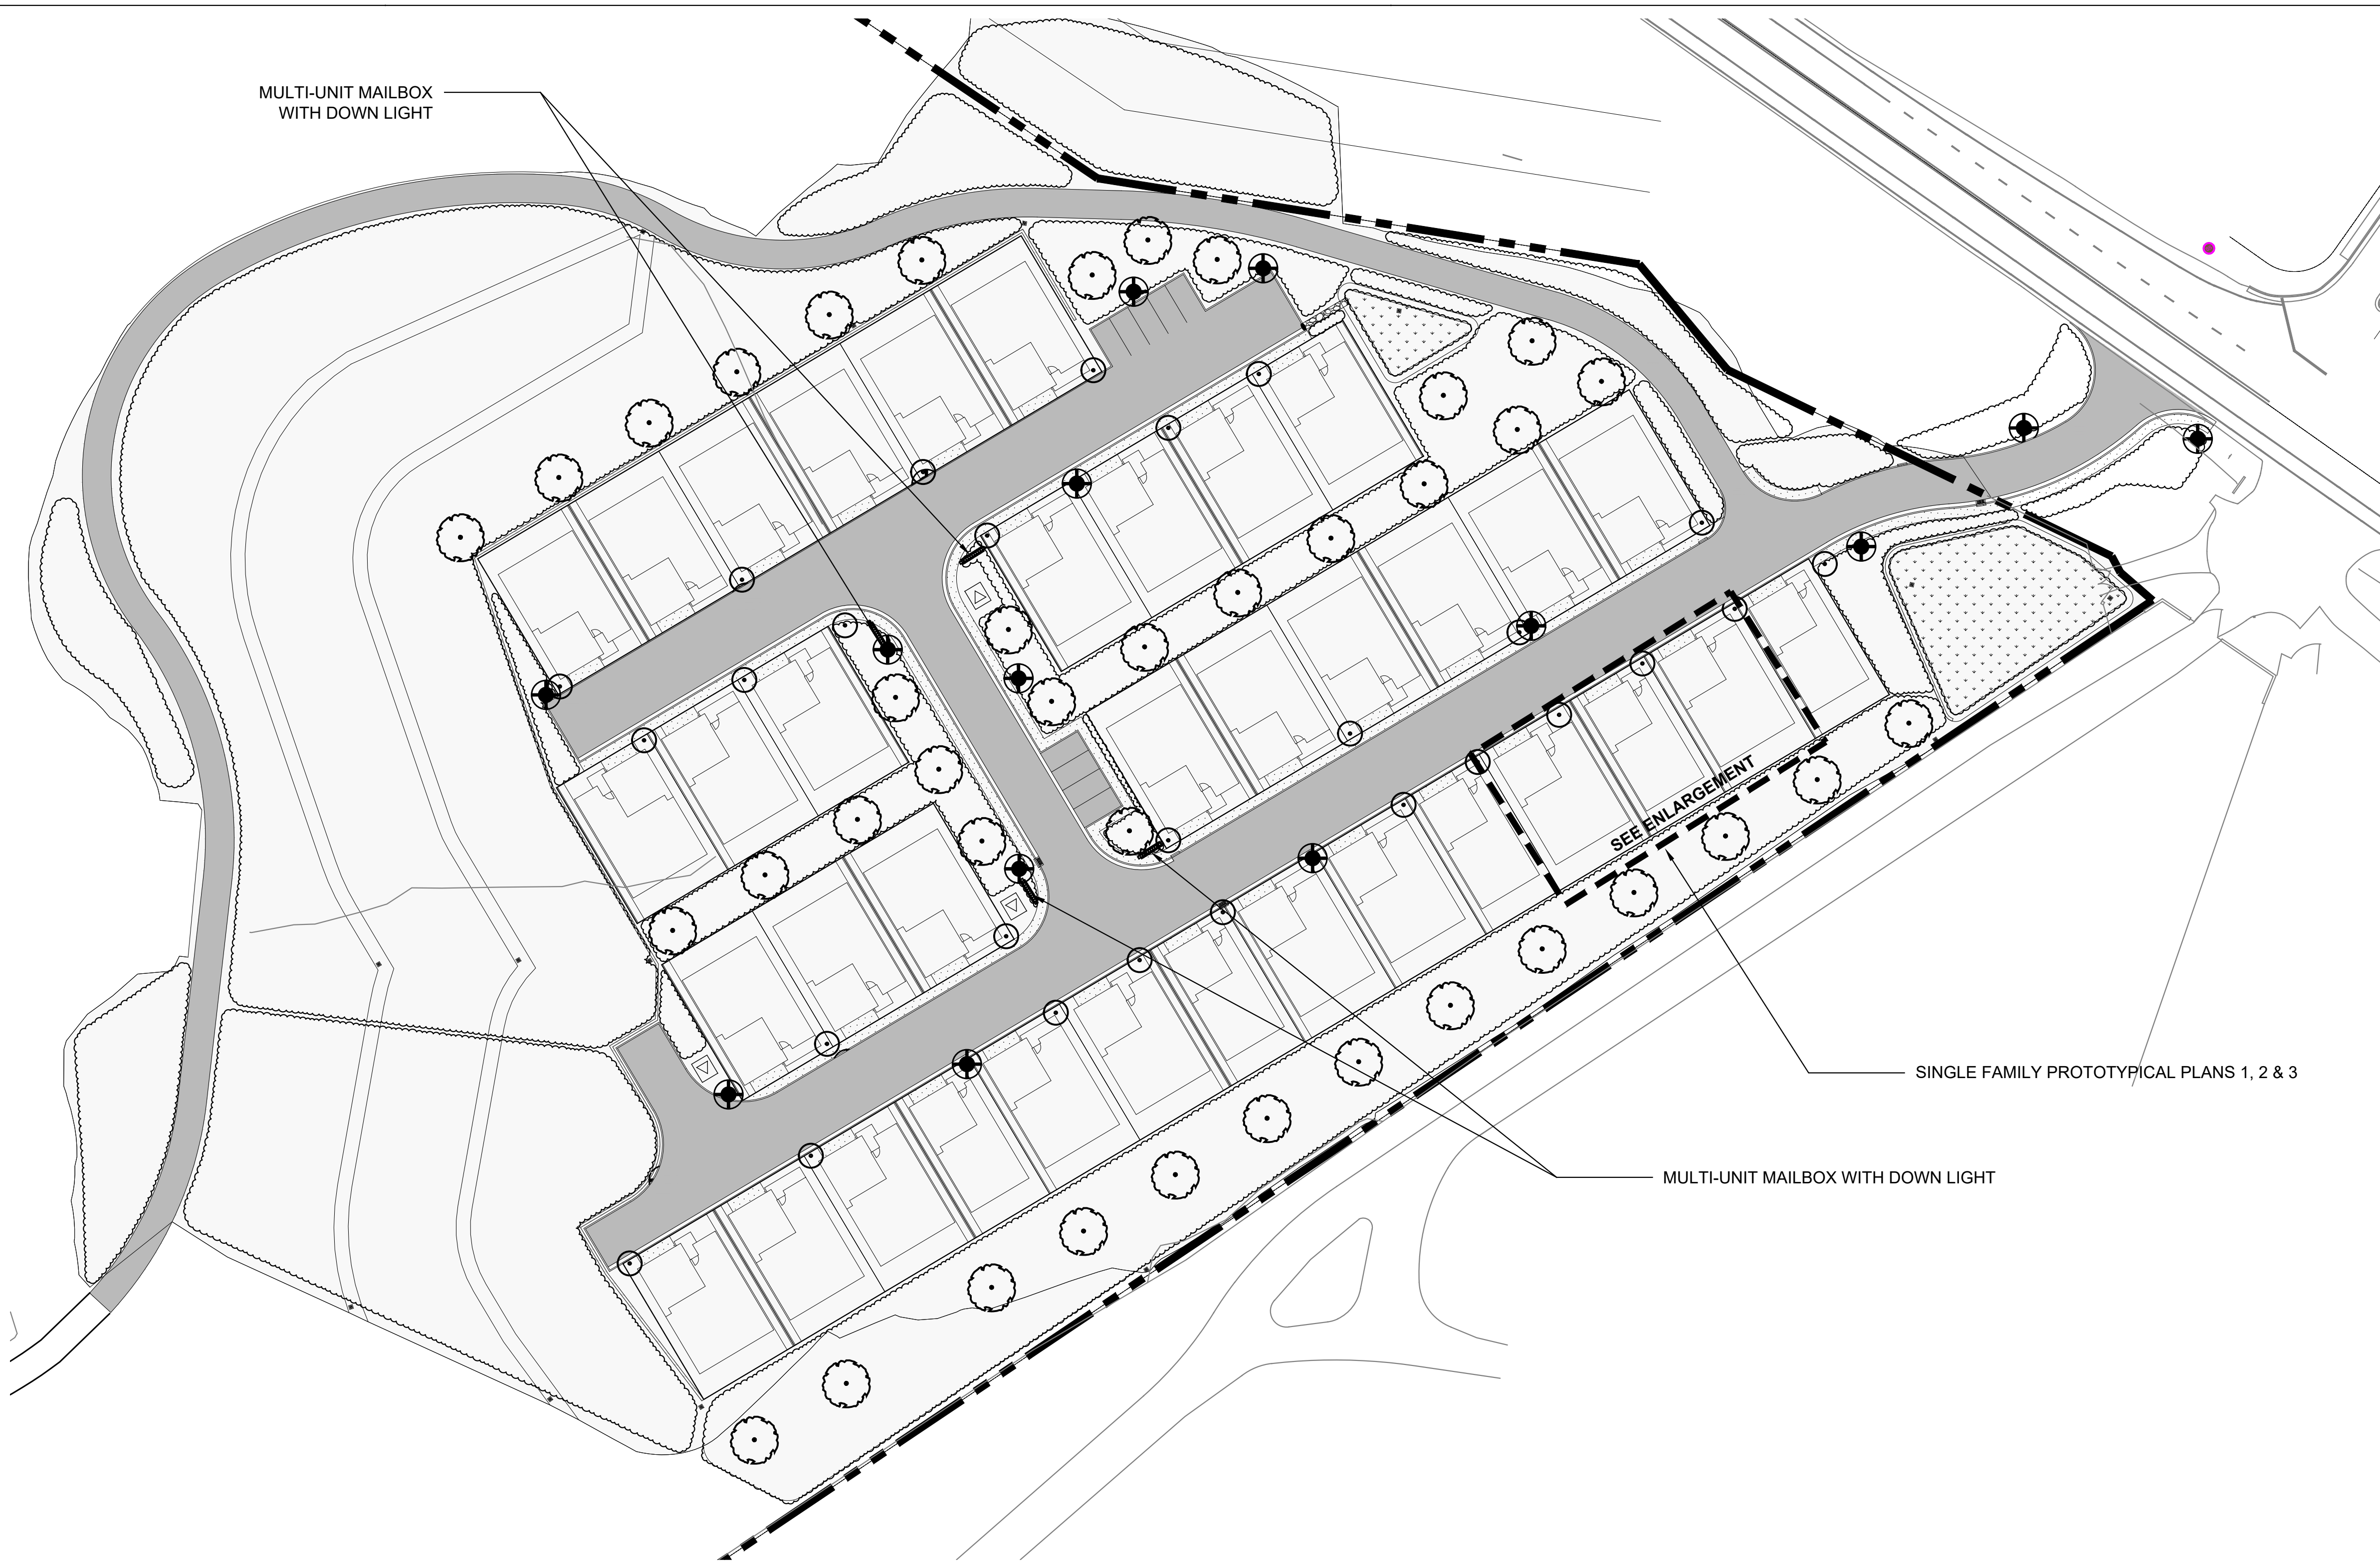 MULTI-UNIT MAILBOX
WITH DOWN LIGHT
SEE ENLARGEMENT
SINGLE FAMILY PROTOTYPICAL PLANS 1, 2 & 3
MULTI-UNIT MAILBOX WITH DOWN LIGHT